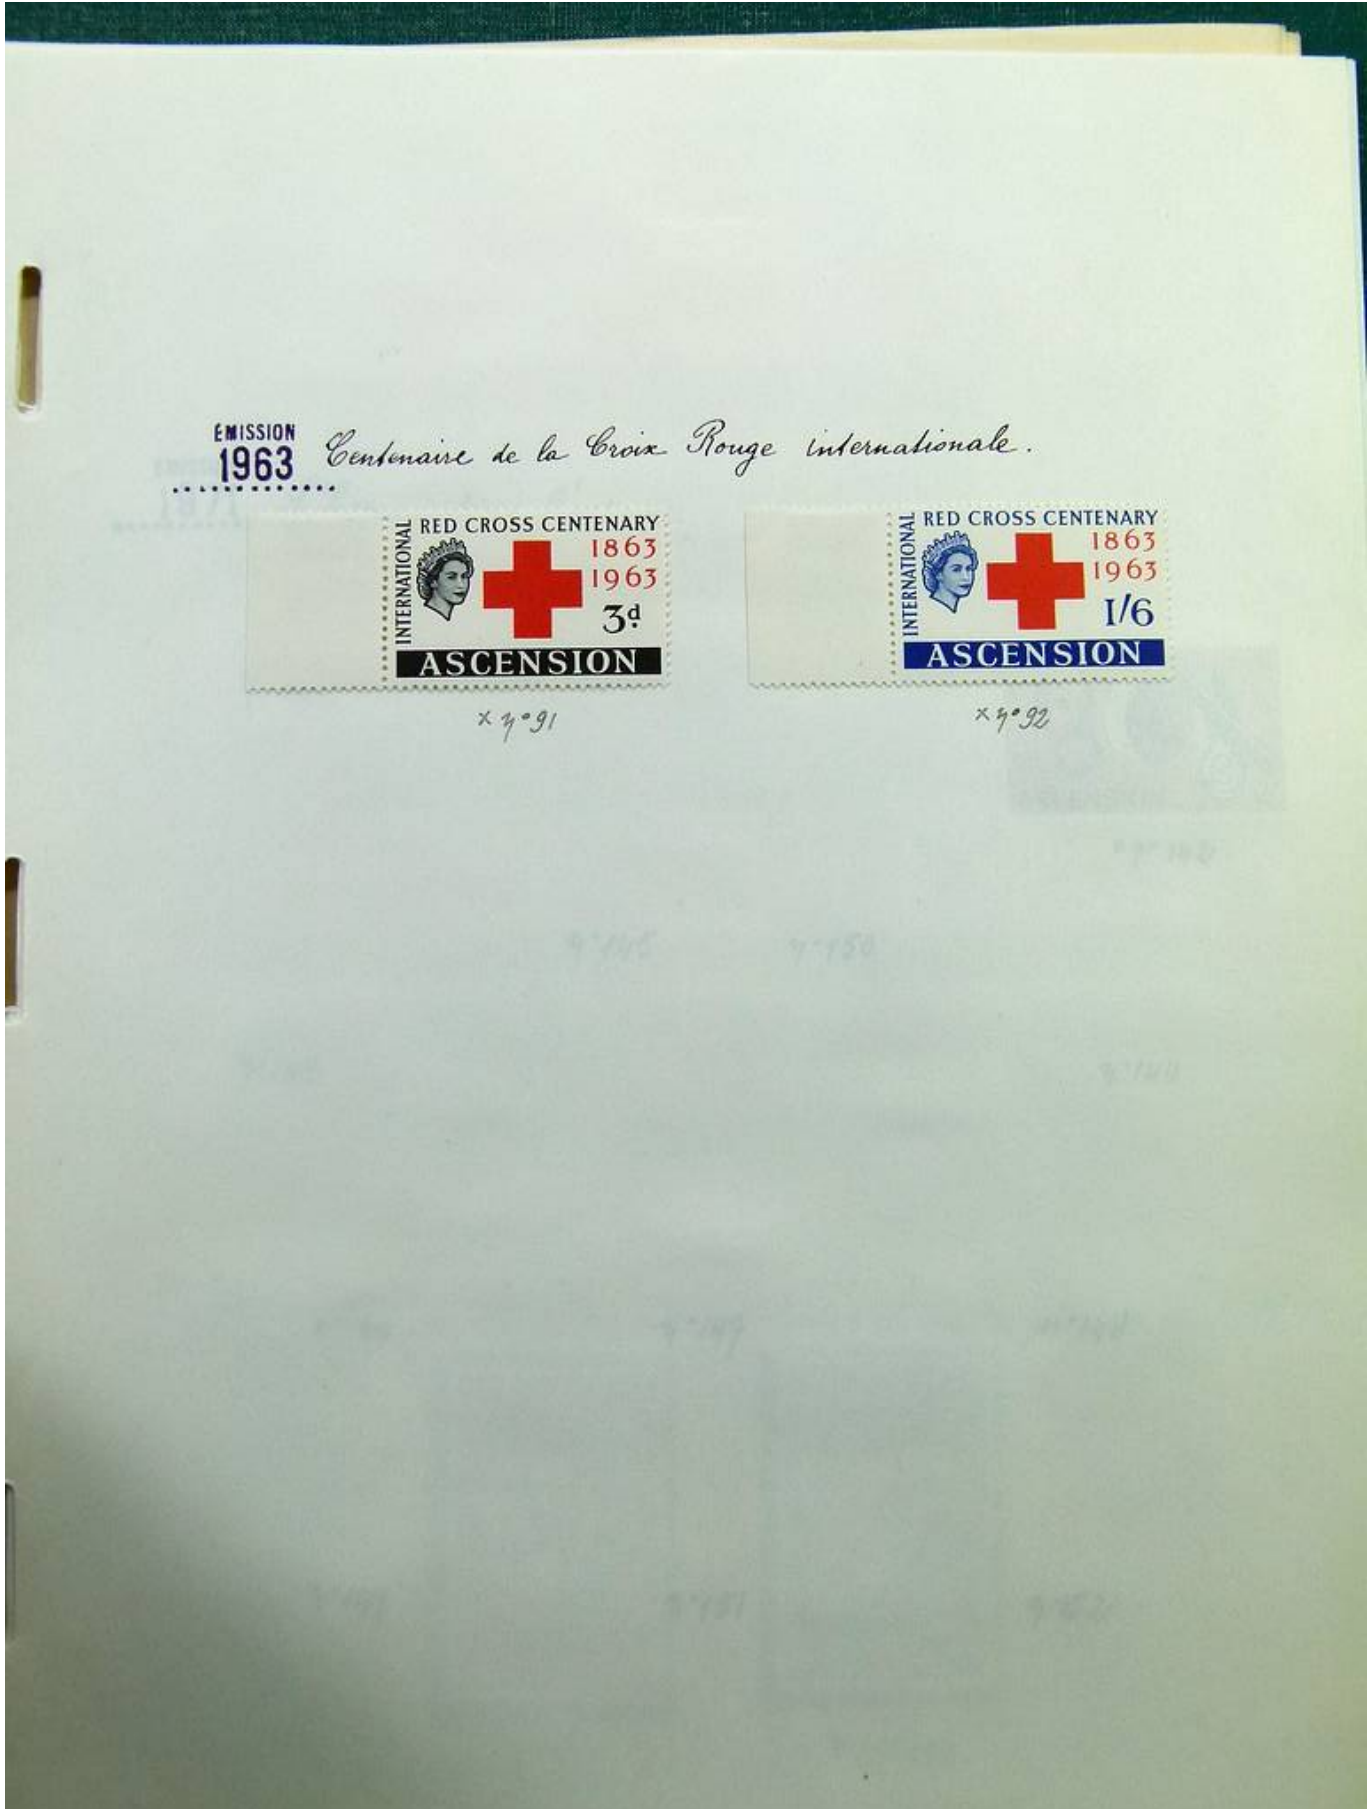 ÉMISSION
1963
Centenaire de la Croix Rouge internationale.
INTERNATIONAL
RED CROSS CENTENARY
1863
1963
3d
ASCENSION
INTERNATIONAL
RED CROSS CENTENARY
1863
1963
1/6
ASCENSION
x n°91
x n°92